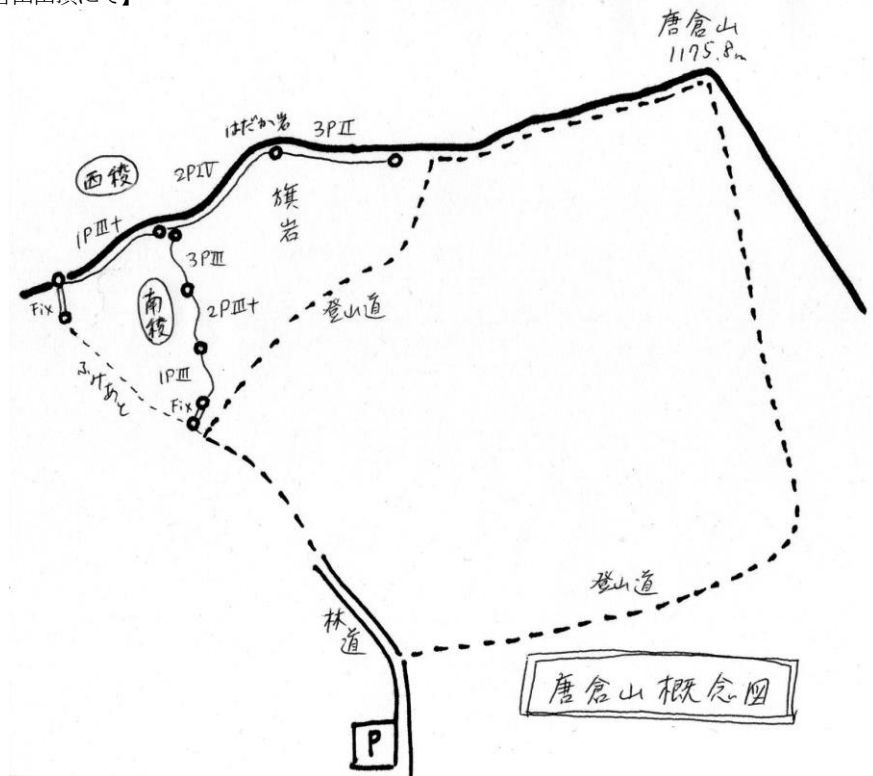 唐倉山
1175.8m
はだか岩
3PⅡ
2PⅣ
西稜
旗岩
1PⅢ+
3PⅢ
Fix
南稜
2PⅢ+
登山道
ふけあと
1PⅢ
Fix
登山道
林道
唐倉山概念図
P